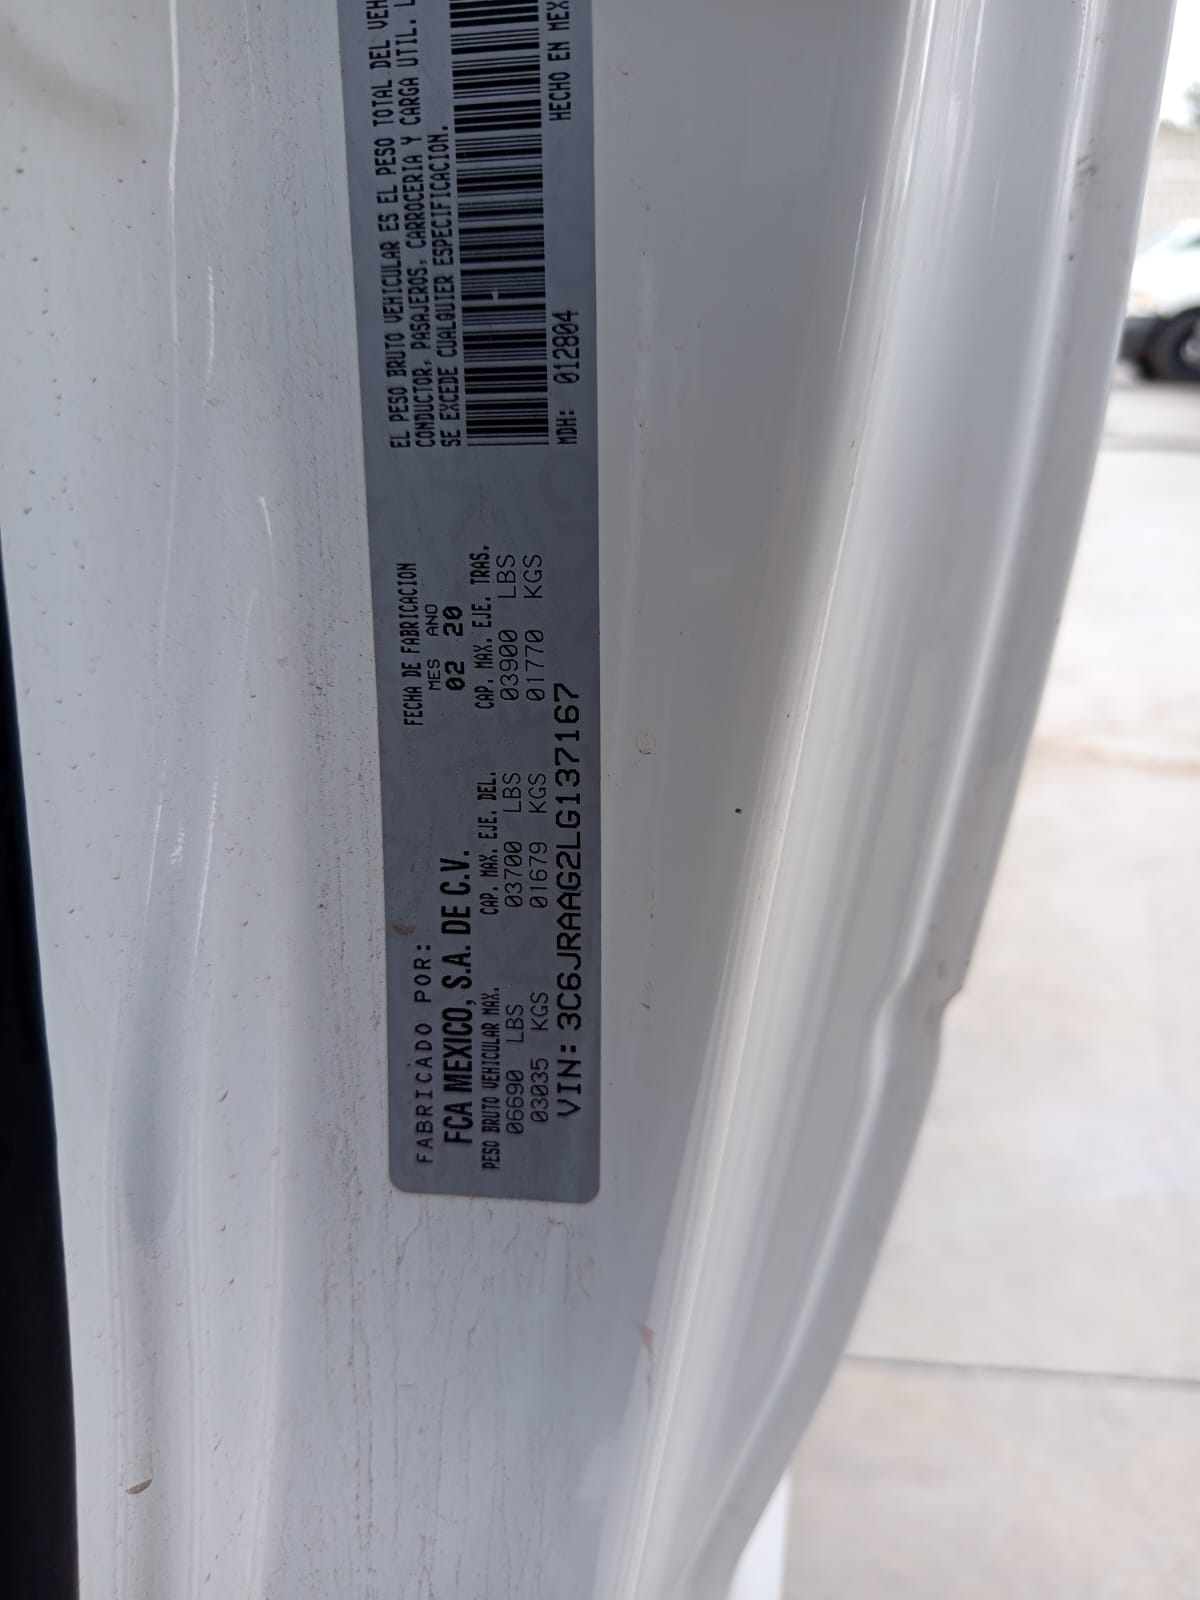 FABRICADO POR:
FCA MEXICO, S.A. DE C.V.
FECHA DE FABRICACION
MES ANO
02 20
PESO BRUTO VEHICULAR MAX.
06690 LBS
03035 KGS
CAP. MAX. EJE. DEL.
03700 LBS
01679 KGS
CAP. MAX. EJE. TRAS.
03900 LBS
01770 KGS
VIN: 3C6JRAAG2LG137167
EL PESO BRUTO VEHICULAR ES EL PESO TOTAL DEL VEH
CONDUCTOR, PASAJEROS, CARROCERIA Y CARGA UTIL. L
SE EXCEDE CUALQUIER ESPECIFICACION.
MDH: 012804
HECHO EN MEX